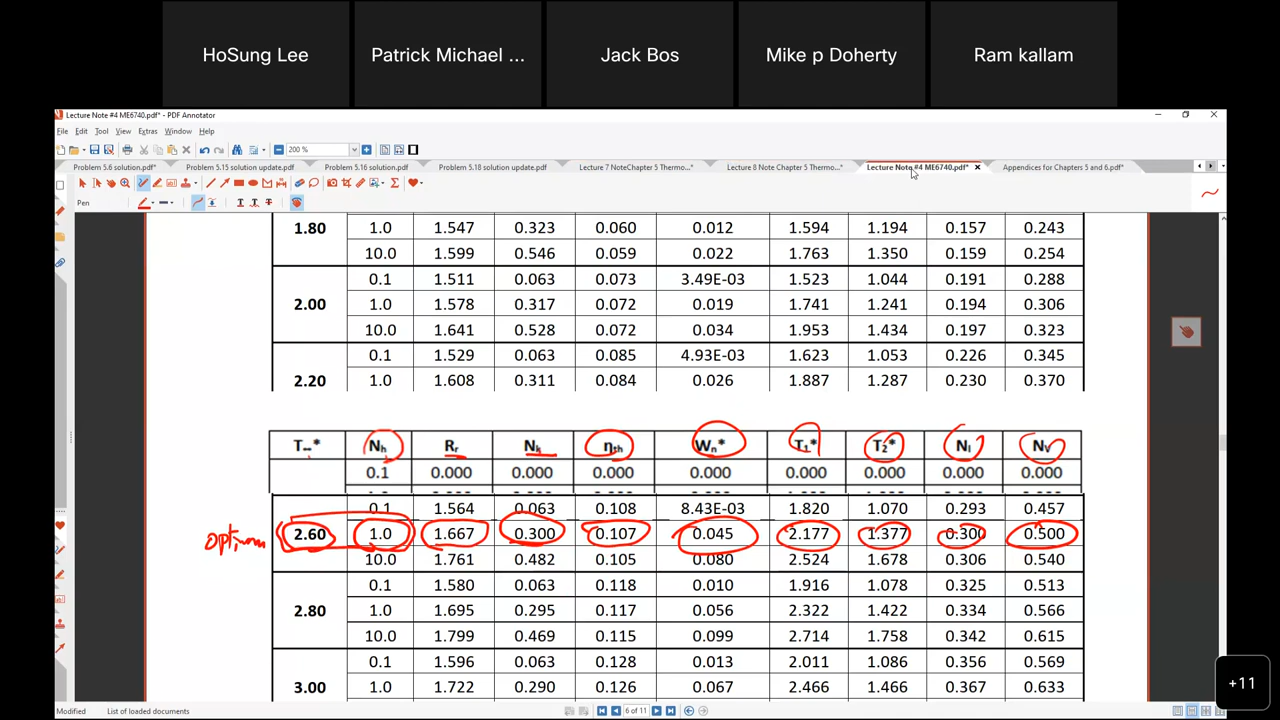 HoSung Lee Patrick Michael ... Jack Bos Mike p Doherty Ram kallam
Lecture Note #4 ME6740.pdf* - PDF Annotator
File Edit Tool View Extras Window Help
200 %
Problem 5.6 solution.pdf* Problem 5.15 solution update.pdf Problem 5.16 solution.pdf Problem 5.18 solution update.pdf Lecture 7 NoteChapter 5 Thermo...* Lecture 8 Note Chapter 5 Thermo... Lecture Note #4 ME6740.pdf* Appendices for Chapters 5 and 6.pdf*
Pen
1.80 1.0 1.547 0.323 0.060 0.012 1.594 1.194 0.157 0.243
10.0 1.599 0.546 0.059 0.022 1.763 1.350 0.159 0.254
0.1 1.511 0.063 0.073 3.49E-03 1.523 1.044 0.191 0.288
2.00 1.0 1.578 0.317 0.072 0.019 1.741 1.241 0.194 0.306
10.0 1.641 0.528 0.072 0.034 1.953 1.434 0.197 0.323
0.1 1.529 0.063 0.085 4.93E-03 1.623 1.053 0.226 0.345
2.20 1.0 1.608 0.311 0.084 0.026 1.887 1.287 0.230 0.370
T∞* Nh Rr Nk ηth Wn* T1* T2* NI NV
0.1 0.000 0.000 0.000 0.000 0.000 0.000 0.000 0.000
0.1 1.564 0.063 0.108 8.43E-03 1.820 1.070 0.293 0.457
optimum 2.60 1.0 1.667 0.300 0.107 0.045 2.177 1.377 0.300 0.500
10.0 1.761 0.482 0.105 0.080 2.524 1.678 0.306 0.540
0.1 1.580 0.063 0.118 0.010 1.916 1.078 0.325 0.513
2.80 1.0 1.695 0.295 0.117 0.056 2.322 1.422 0.334 0.566
10.0 1.799 0.469 0.115 0.099 2.714 1.758 0.342 0.615
0.1 1.596 0.063 0.128 0.013 2.011 1.086 0.356 0.569
3.00 1.0 1.722 0.290 0.126 0.067 2.466 1.466 0.367 0.633
+11
Modified List of loaded documents 6 of 11